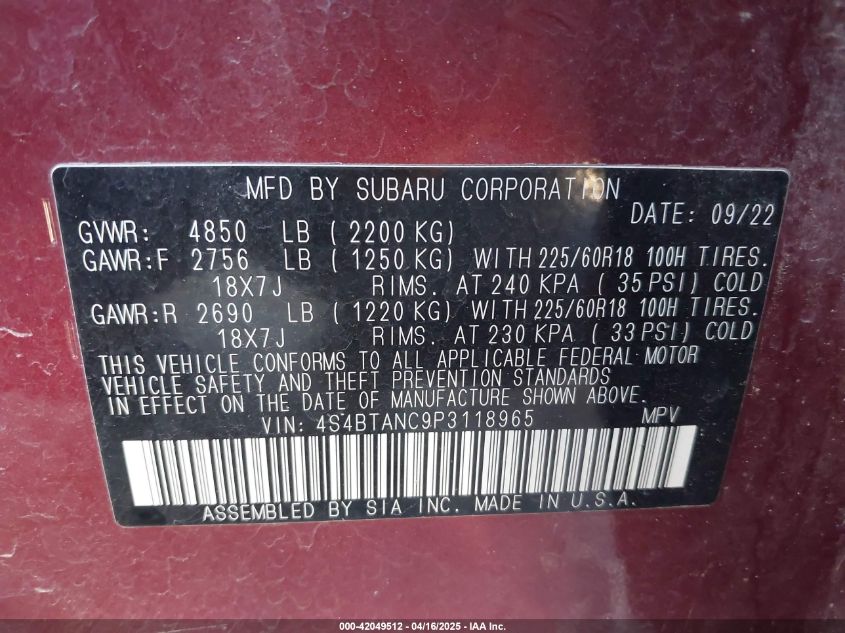 MFD BY SUBARU CORPORATION
DATE: 09/22
GVWR: 4850 LB ( 2200 KG)
GAWR:F 2756 LB ( 1250 KG) WITH 225/60R18 100H TIRES.
18X7J RIMS. AT 240 KPA ( 35 PSI) COLD
GAWR:R 2690 LB ( 1220 KG) WITH 225/60R18 100H TIRES.
18X7J RIMS. AT 230 KPA ( 33 PSI) COLD
THIS VEHICLE CONFORMS TO ALL APPLICABLE FEDERAL MOTOR
VEHICLE SAFETY AND THEFT PREVENTION STANDARDS
IN EFFECT ON THE DATE OF MANUFACTURE SHOWN ABOVE.
VIN: 4S4BTANC9P3118965 MPV
ASSEMBLED BY SIA INC. MADE IN U.S.A.
000-42049512 - 04/16/2025 - IAA Inc.